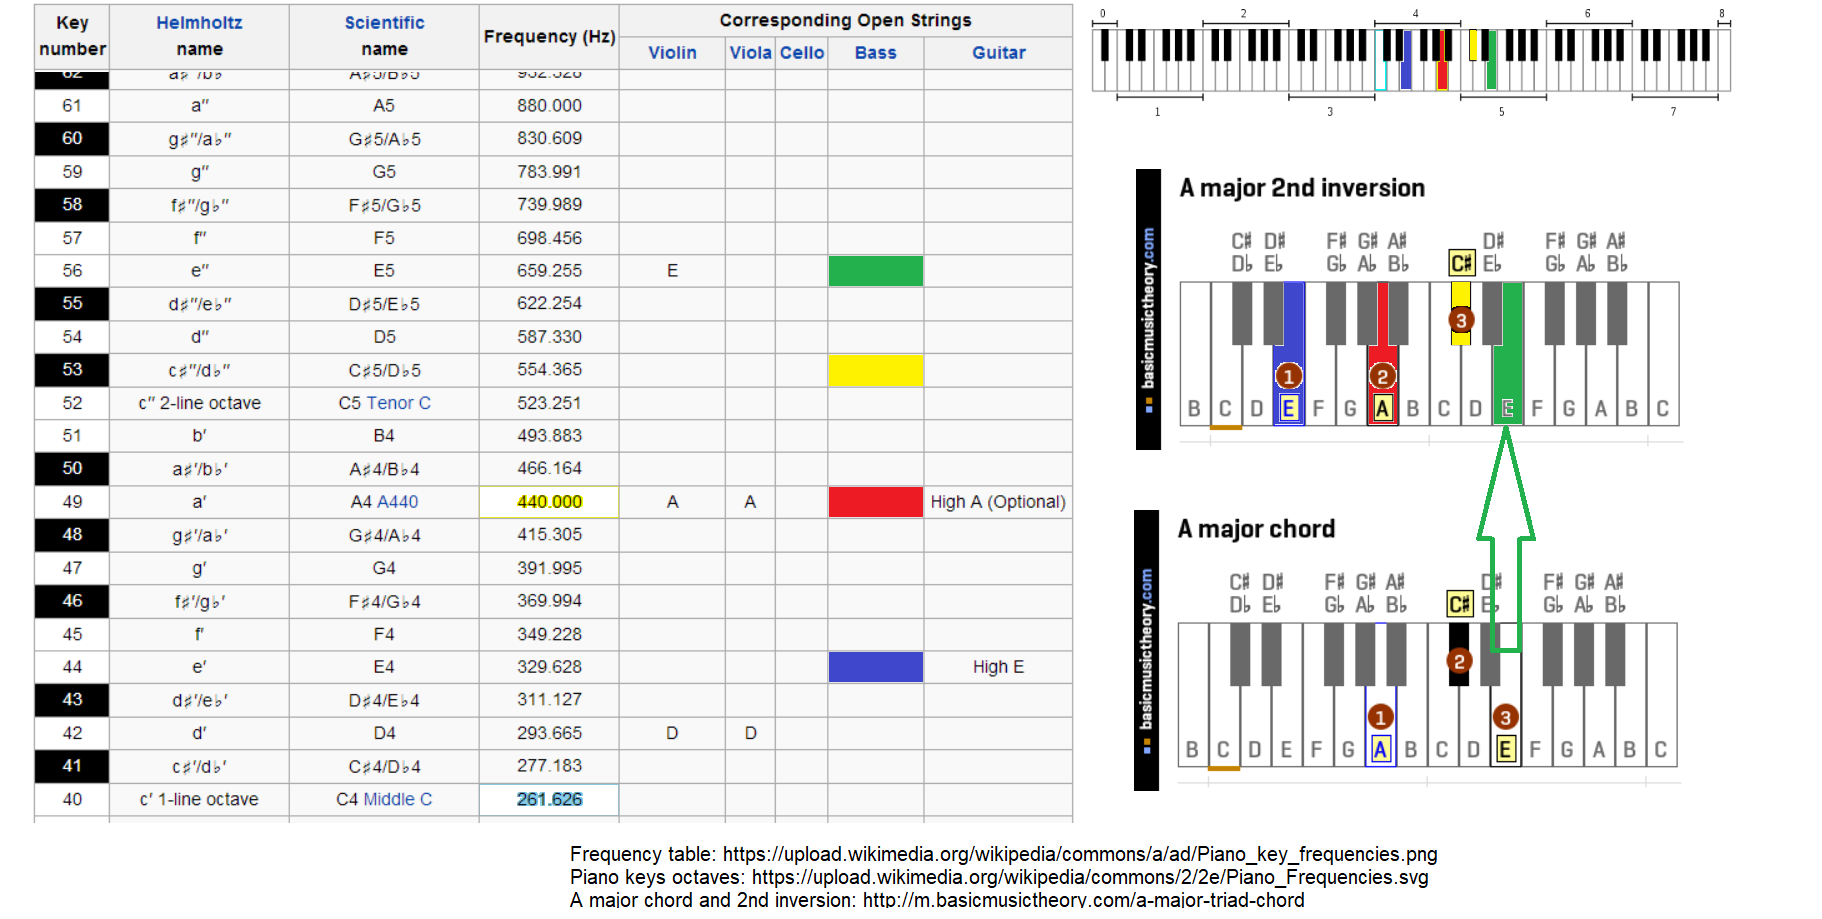 Key number Helmholtz name Scientific name Frequency (Hz) Corresponding Open Strings
Violin Viola Cello Bass Guitar
62 a♯″/b♭″ A♯5/B♭5 932.328
61 a″ A5 880.000
60 g♯″/a♭″ G♯5/A♭5 830.609
59 g″ G5 783.991
58 f♯″/g♭″ F♯5/G♭5 739.989
57 f″ F5 698.456
56 e″ E5 659.255 E
55 d♯″/e♭″ D♯5/E♭5 622.254
54 d″ D5 587.330
53 c♯″/d♭″ C♯5/D♭5 554.365
52 c″ 2-line octave C5 Tenor C 523.251
51 b′ B4 493.883
50 a♯′/b♭′ A♯4/B♭4 466.164
49 a′ A4 A440 440.000 A A High A (Optional)
48 g♯′/a♭′ G♯4/A♭4 415.305
47 g′ G4 391.995
46 f♯′/g♭′ F♯4/G♭4 369.994
45 f′ F4 349.228
44 e′ E4 329.628 High E
43 d♯′/e♭′ D♯4/E♭4 311.127
42 d′ D4 293.665 D D
41 c♯′/d♭′ C♯4/D♭4 277.183
40 c′ 1-line octave C4 Middle C 261.626
0 2 4 6 8
1 3 5 7
A major 2nd inversion
basicmusictheory.com
C♯ D♯ F♯ G♯ A♯ D♯ F♯ G♯ A♯
D♭ E♭ G♭ A♭ B♭ C♯ E♭ G♭ A♭ B♭
3
1 2
B C D E F G A B C D E F G A B C
A major chord
basicmusictheory.com
C♯ D♯ F♯ G♯ A♯ D♯ F♯ G♯ A♯
D♭ E♭ G♭ A♭ B♭ C♯ E♭ G♭ A♭ B♭
2
1 3
B C D E F G A B C D E F G A B C
Frequency table: https://upload.wikimedia.org/wikipedia/commons/a/ad/Piano_key_frequencies.png
Piano keys octaves: https://upload.wikimedia.org/wikipedia/commons/2/2e/Piano_Frequencies.svg
A major chord and 2nd inversion: http://m.basicmusictheory.com/a-major-triad-chord